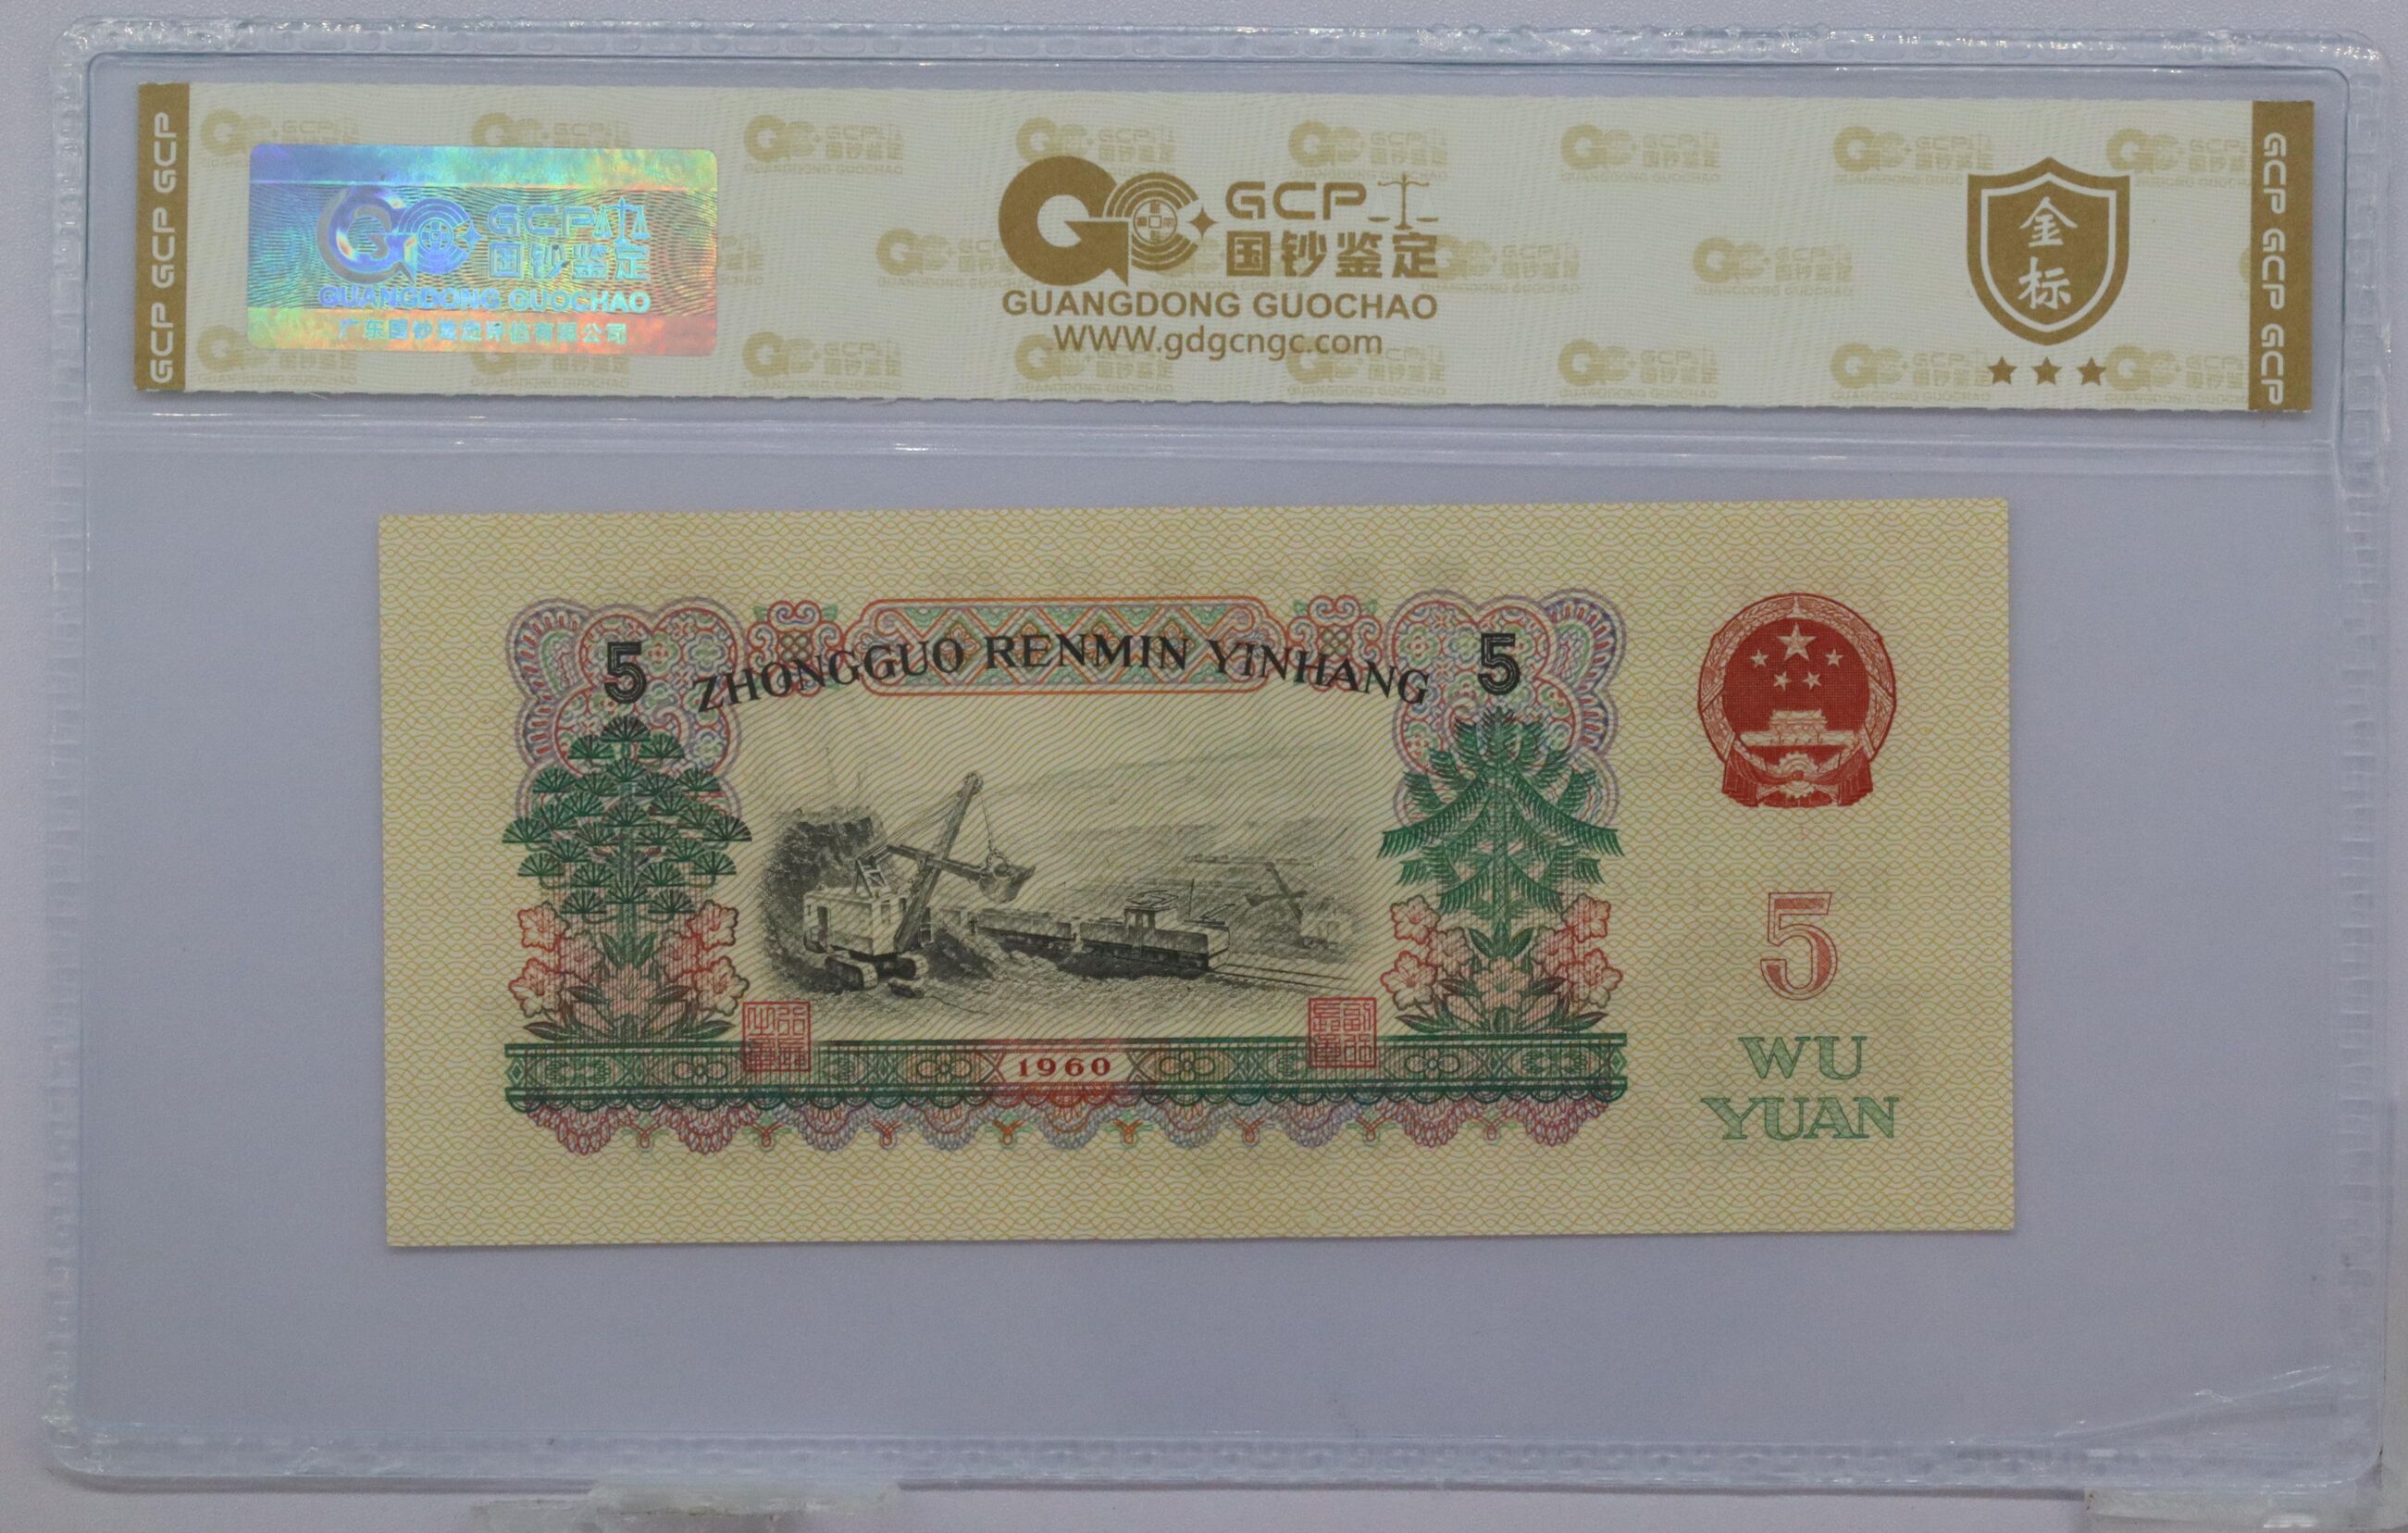 GCP GCP GCP
GCP
国钞鉴定
GUANGDONG GUOCHAO
广东国钞鉴定评估有限公司
GCP
国钞鉴定
GUANGDONG GUOCHAO
WWW.gdgcngc.com
金
标
GCP GCP GCP
5
ZHONGGUO RENMIN YINHANG
5
1960
5
WU
YUAN